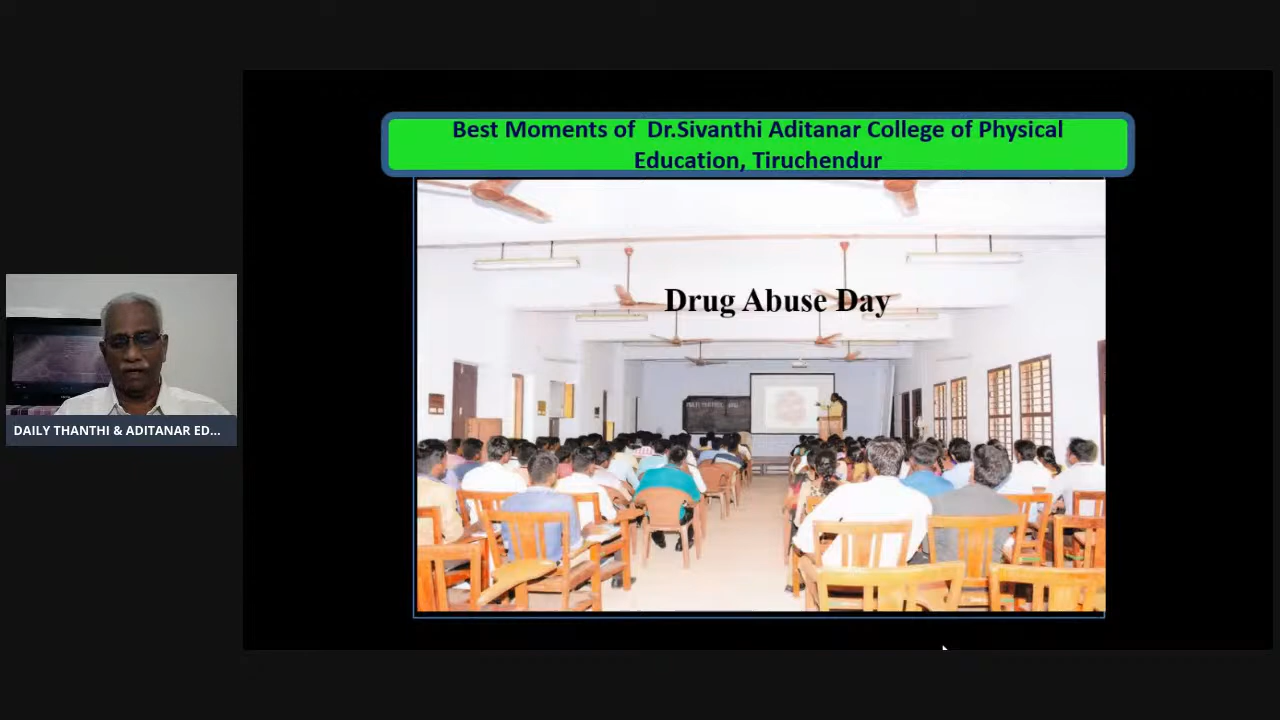 Best Moments of Dr.Sivanthi Aditanar College of Physical
Education, Tiruchendur
Drug Abuse Day
DAILY THANTHI & ADITANAR ED...